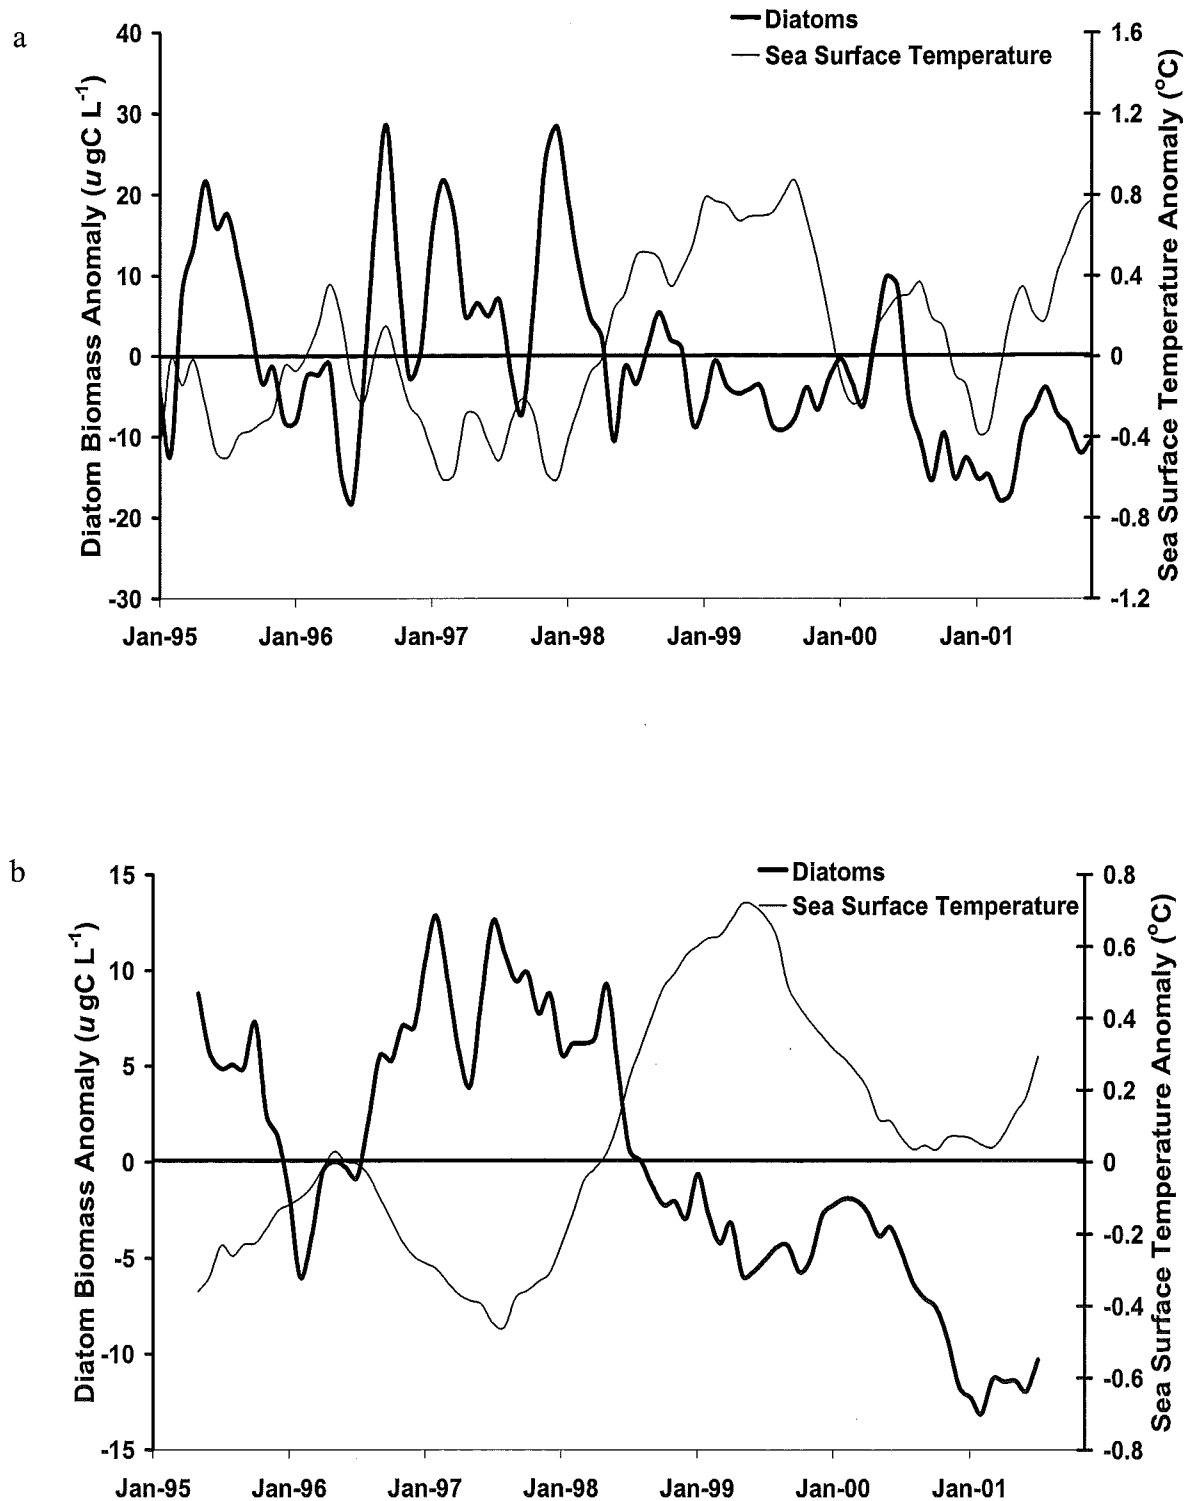 a
Diatoms
Sea Surface Temperature
40
30
20
10
0
-10
-20
-30
Diatom Biomass Anomaly (u gC L-1)
1.6
1.2
0.8
0.4
0
-0.4
-0.8
-1.2
Sea Surface Temperature Anomaly (oC)
Jan-95 Jan-96 Jan-97 Jan-98 Jan-99 Jan-00 Jan-01
b
Diatoms
Sea Surface Temperature
15
10
5
0
-5
-10
-15
Diatom Biomass Anomaly (u gC L-1)
0.8
0.6
0.4
0.2
0
-0.2
-0.4
-0.6
-0.8
Sea Surface Temperature Anomaly (oC)
Jan-95 Jan-96 Jan-97 Jan-98 Jan-99 Jan-00 Jan-01